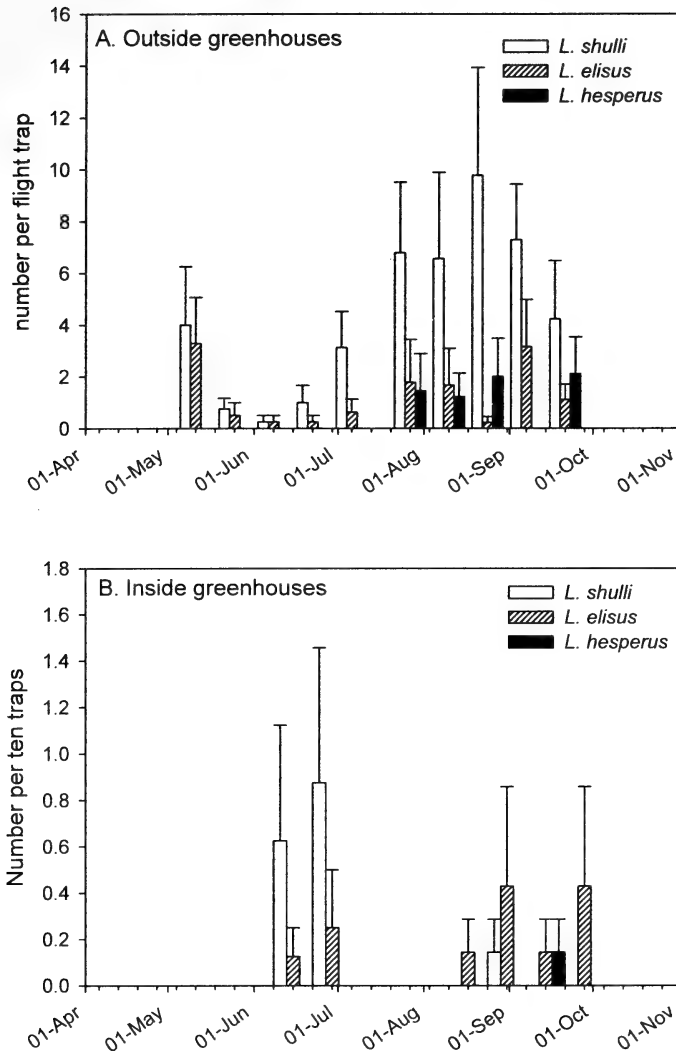 A. Outside greenhouses
L. shulli
L. elisus
L. hesperus
number per flight trap
16
14
12
10
8
6
4
2
0
01-Apr
01-May
01-Jun
01-Jul
01-Aug
01-Sep
01-Oct
01-Nov
B. Inside greenhouses
L. shulli
L. elisus
L. hesperus
Number per ten traps
1.8
1.6
1.4
1.2
1.0
0.8
0.6
0.4
0.2
0.0
01-Apr
01-May
01-Jun
01-Jul
01-Aug
01-Sep
01-Oct
01-Nov